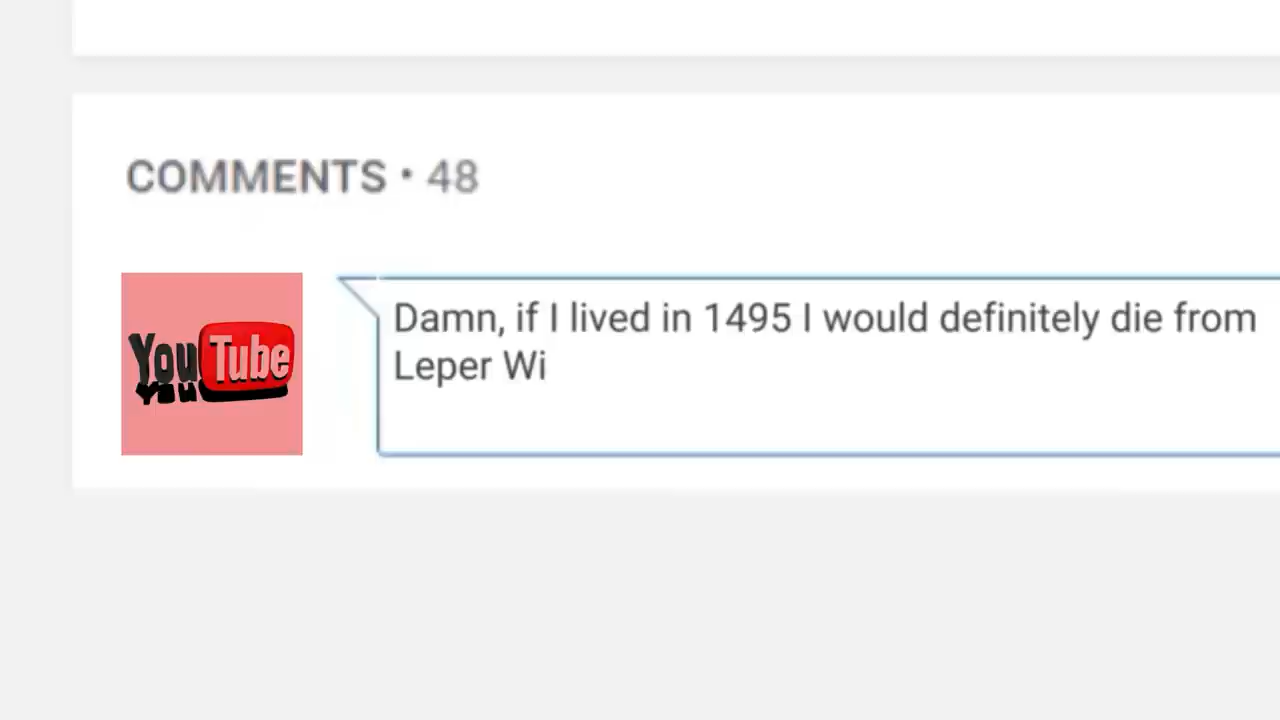 COMMENTS • 48
You Tube
Damn, if I lived in 1495 I would definitely die from
Leper Wi